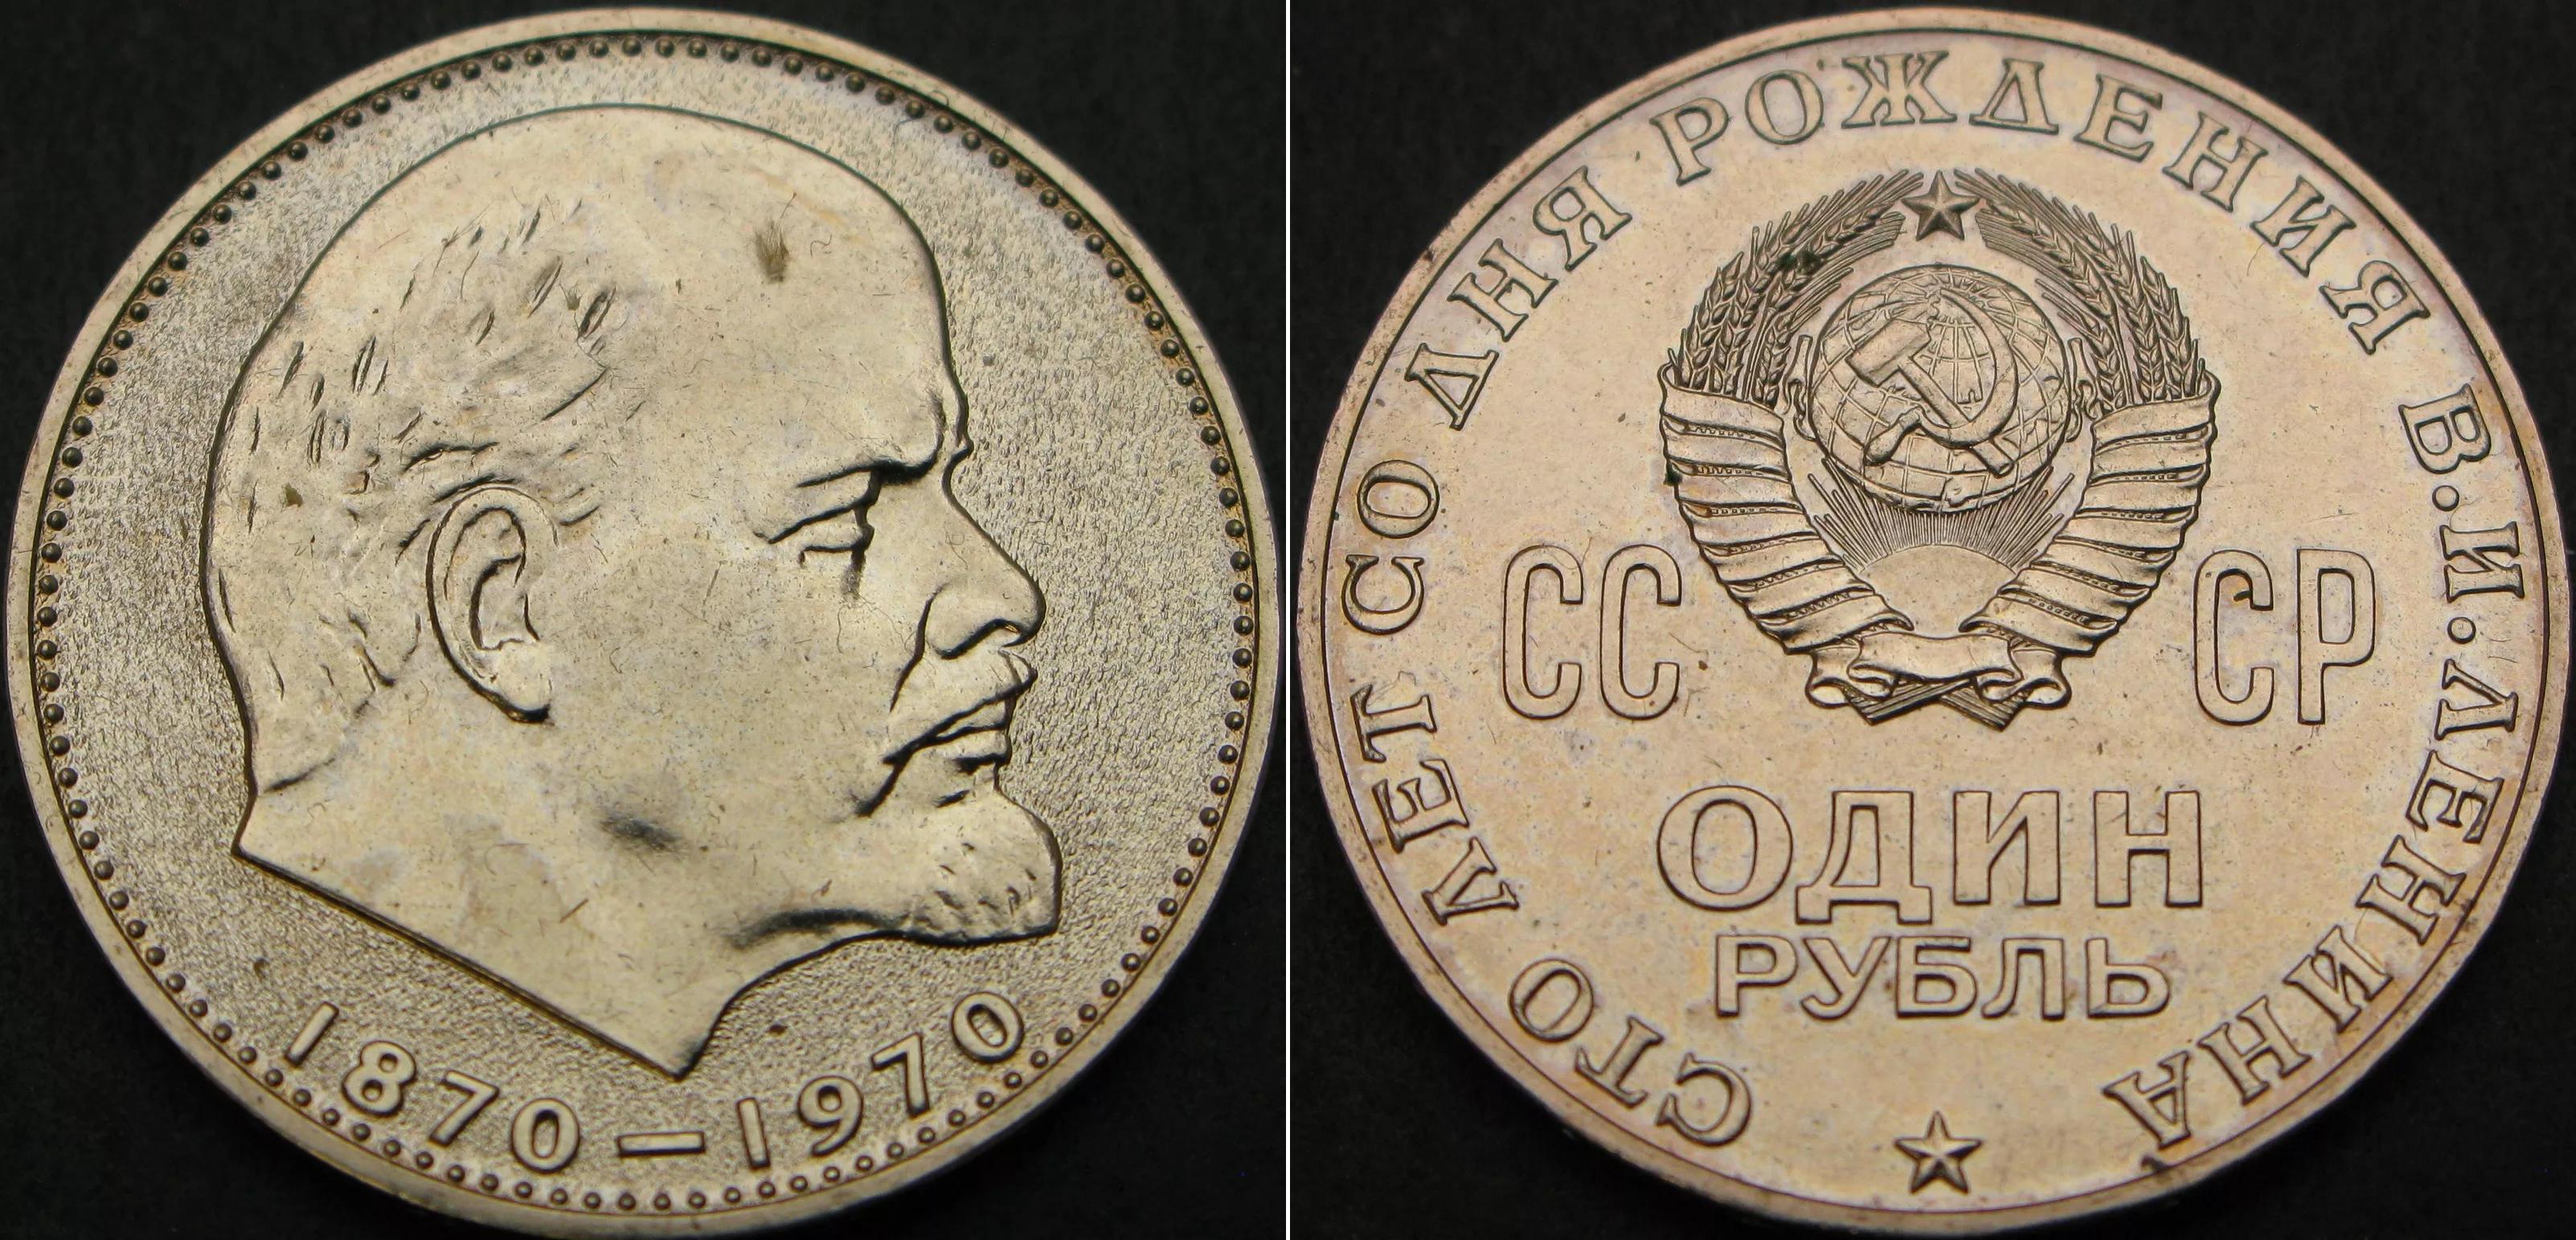 1870–1970
СТО ЛЕТ СО ДНЯ РОЖДЕНИЯ В.И.ЛЕНИНА
СС СР
ОДИН
РУБЛЬ